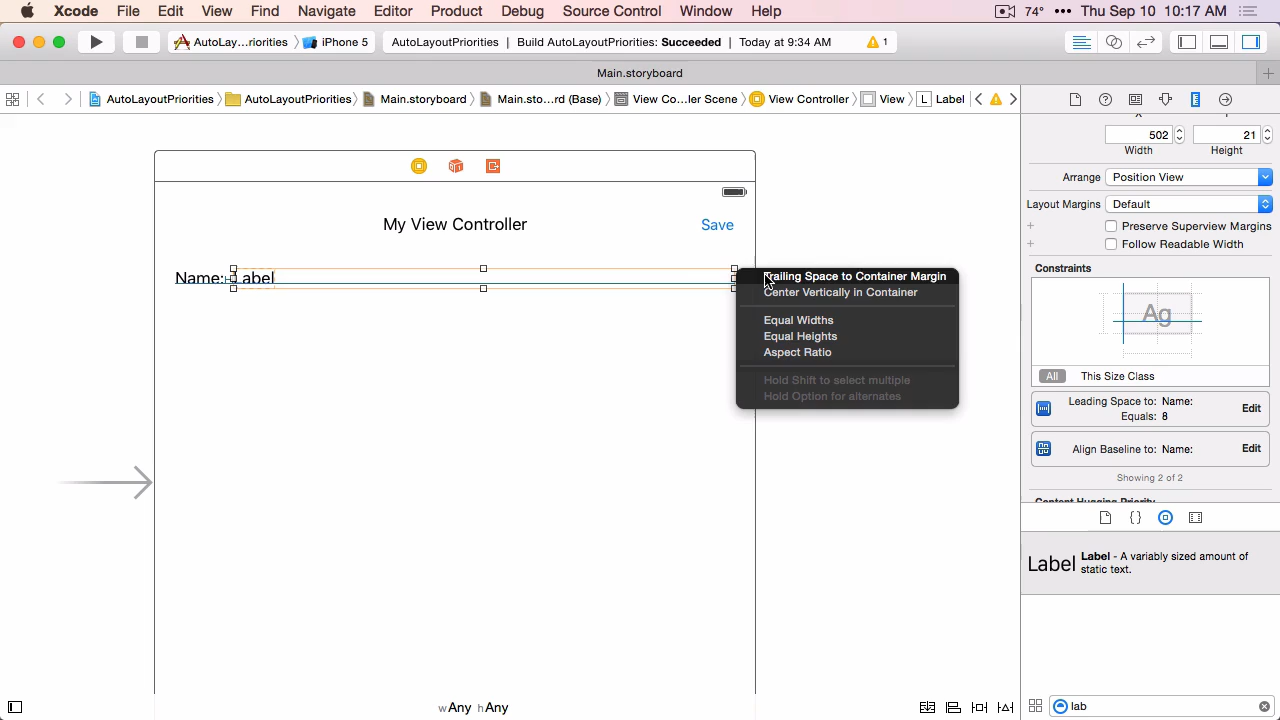 Xcode File Edit View Find Navigate Editor Product Debug Source Control Window Help 74° ••• Thu Sep 10 10:17 AM
AutoLay...riorities iPhone 5 AutoLayoutPriorities | Build AutoLayoutPriorities: Succeeded | Today at 9:34 AM 1
Main.storyboard
AutoLayoutPriorities AutoLayoutPriorities Main.storyboard Main.sto...rd (Base) View Co...ler Scene View Controller View L Label
502 21
Width Height
Arrange Position View
Layout Margins Default
Preserve Superview Margins
Follow Readable Width
My View Controller Save
Name: Label
Trailing Space to Container Margin
Center Vertically in Container
Equal Widths
Equal Heights
Aspect Ratio
Hold Shift to select multiple
Hold Option for alternates
Constraints
Ag
All This Size Class
Leading Space to: Name:
Equals: 8
Edit
Align Baseline to: Name: Edit
Showing 2 of 2
Content Hugging Priority
Label Label - A variably sized amount of
static text.
wAny hAny
lab